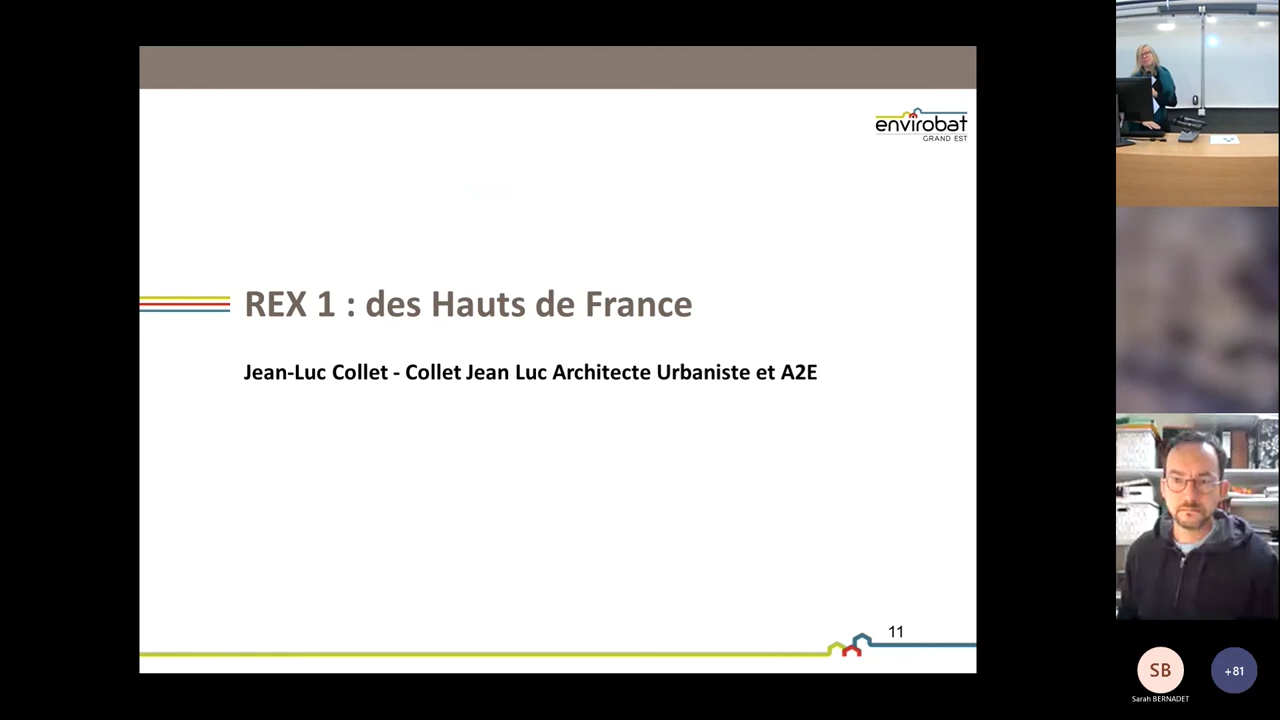 envirobat
GRAND EST
REX 1 : des Hauts de France
Jean-Luc Collet - Collet Jean Luc Architecte Urbaniste et A2E
11
SB
+81
Sarah BERNADET